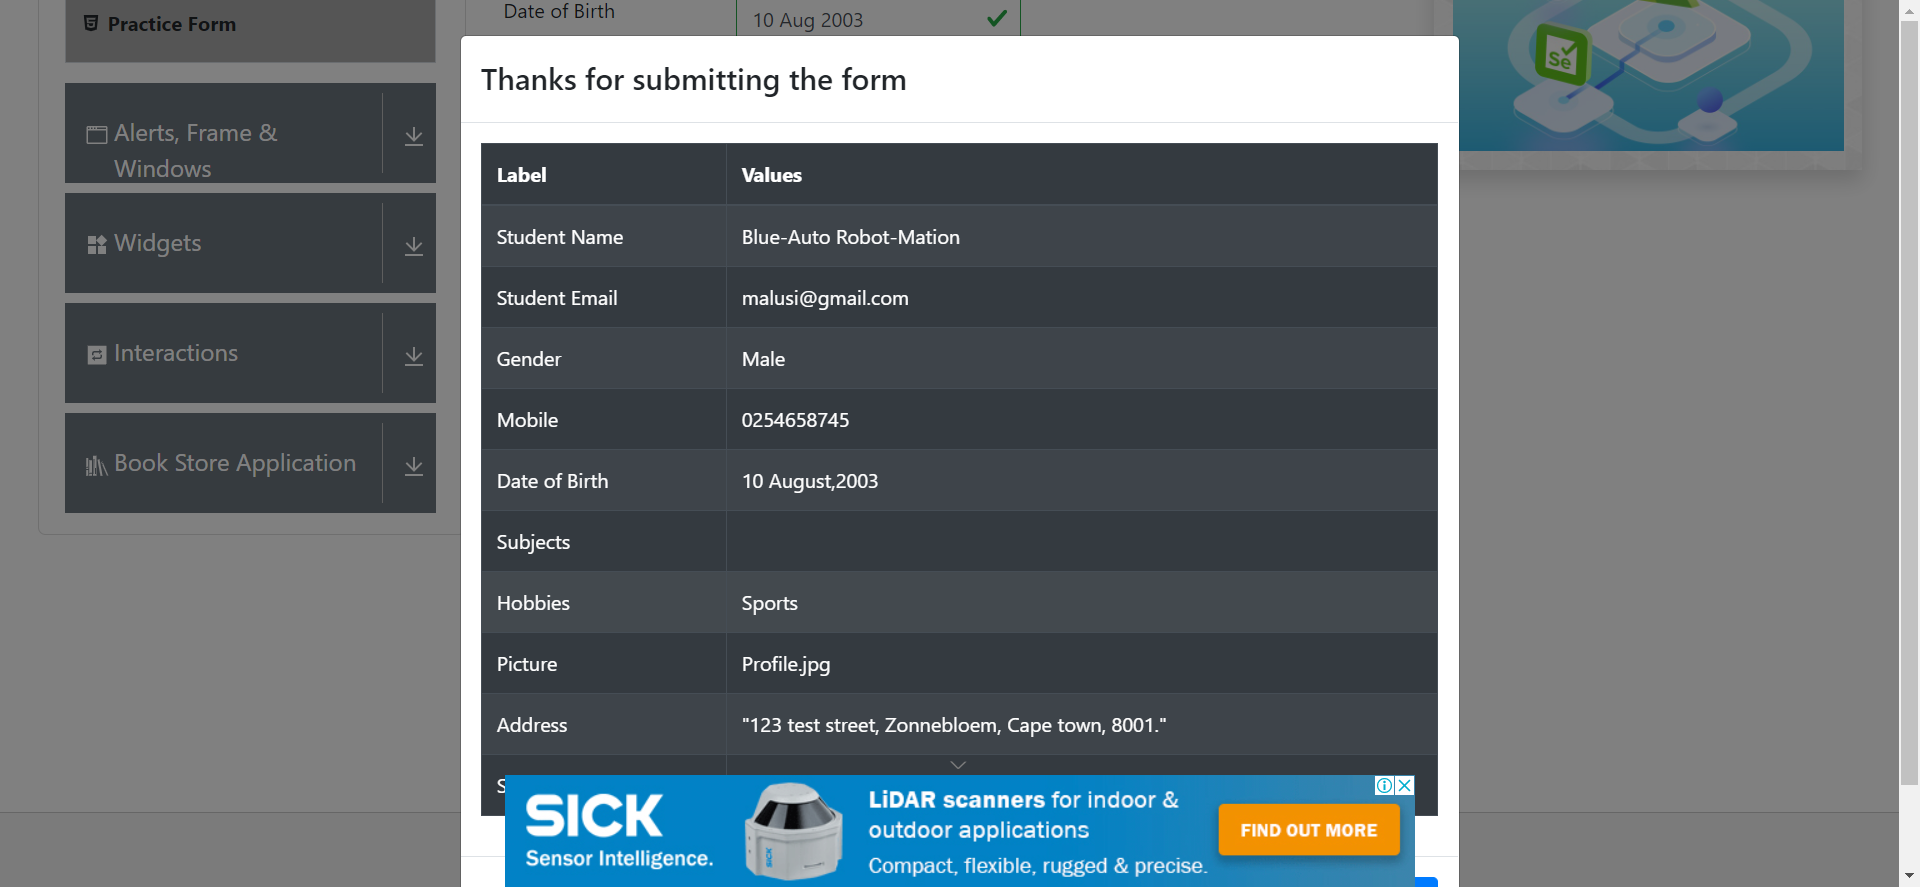 Practice Form
Alerts, Frame &
Windows
Widgets
Interactions
Book Store Application
Date of Birth
10 Aug 2003
Thanks for submitting the form
Label Values
Student Name Blue-Auto Robot-Mation
Student Email malusi@gmail.com
Gender Male
Mobile 0254658745
Date of Birth 10 August,2003
Subjects
Hobbies Sports
Picture Profile.jpg
Address "123 test street, Zonnebloem, Cape town, 8001."
S
SICK
Sensor Intelligence.
SICK
LiDAR scanners for indoor &
outdoor applications
Compact, flexible, rugged & precise.
FIND OUT MORE
Se